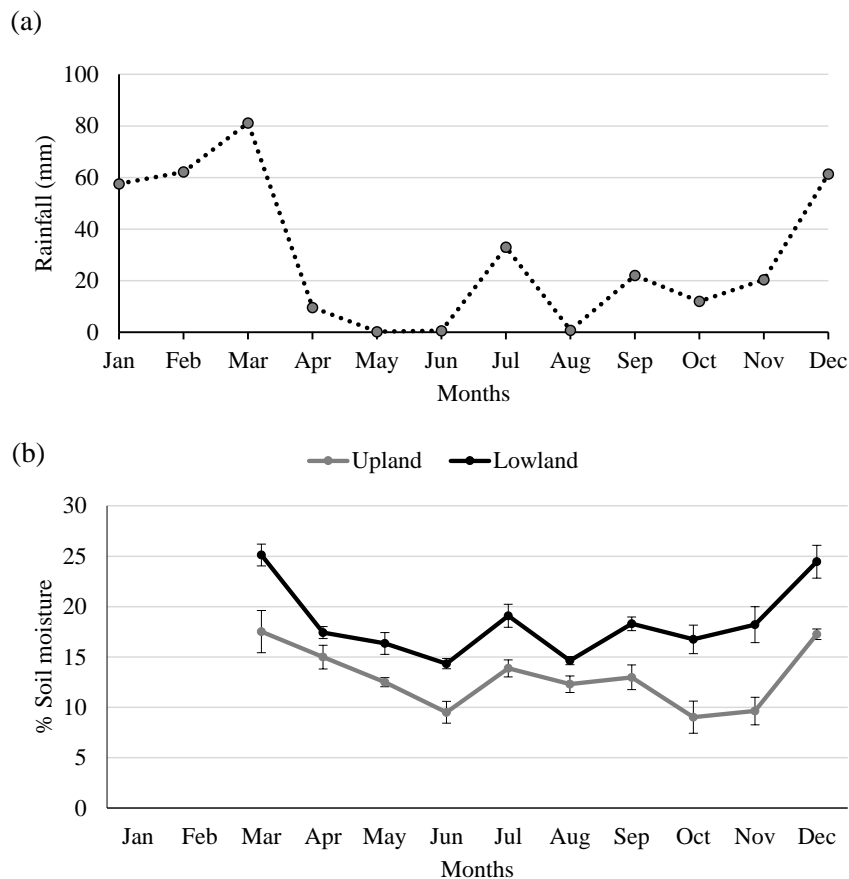 (a)
100
80
60
40
20
0
Rainfall (mm)
Jan Feb Mar Apr May Jun Jul Aug Sep Oct Nov Dec
Months
(b)
Upland Lowland
30
25
20
15
10
5
0
% Soil moisture
Jan Feb Mar Apr May Jun Jul Aug Sep Oct Nov Dec
Months